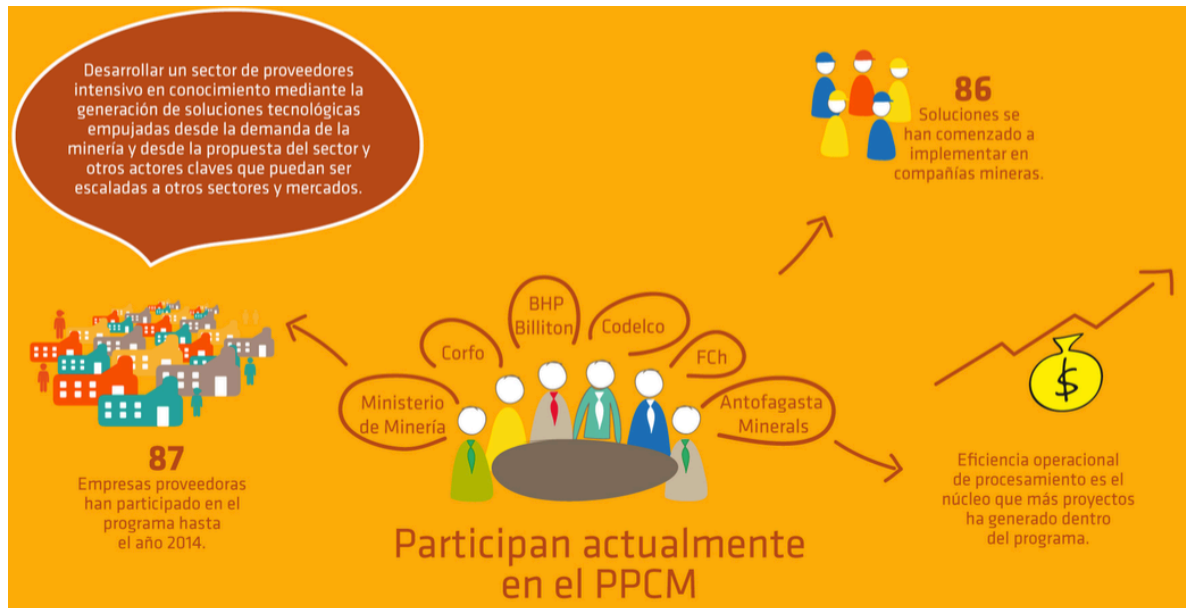 Desarrollar un sector de proveedores
intensivo en conocimiento mediante la
generación de soluciones tecnológicas
empujadas desde la demanda de la
minería y desde la propuesta del sector y
otros actores claves que puedan ser
escaladas a otros sectores y mercados.
86
Soluciones se
han comenzado a
implementar en
compañías mineras.
BHP
Billiton
Codelco
Corfo
FCh
Ministerio
de Minería
Antofagasta
Minerals
$
87
Empresas proveedoras
han participado en el
programa hasta
el año 2014.
Eficiencia operacional
de procesamiento es el
núcleo que más proyectos
ha generado dentro
del programa.
Participan actualmente
en el PPCM